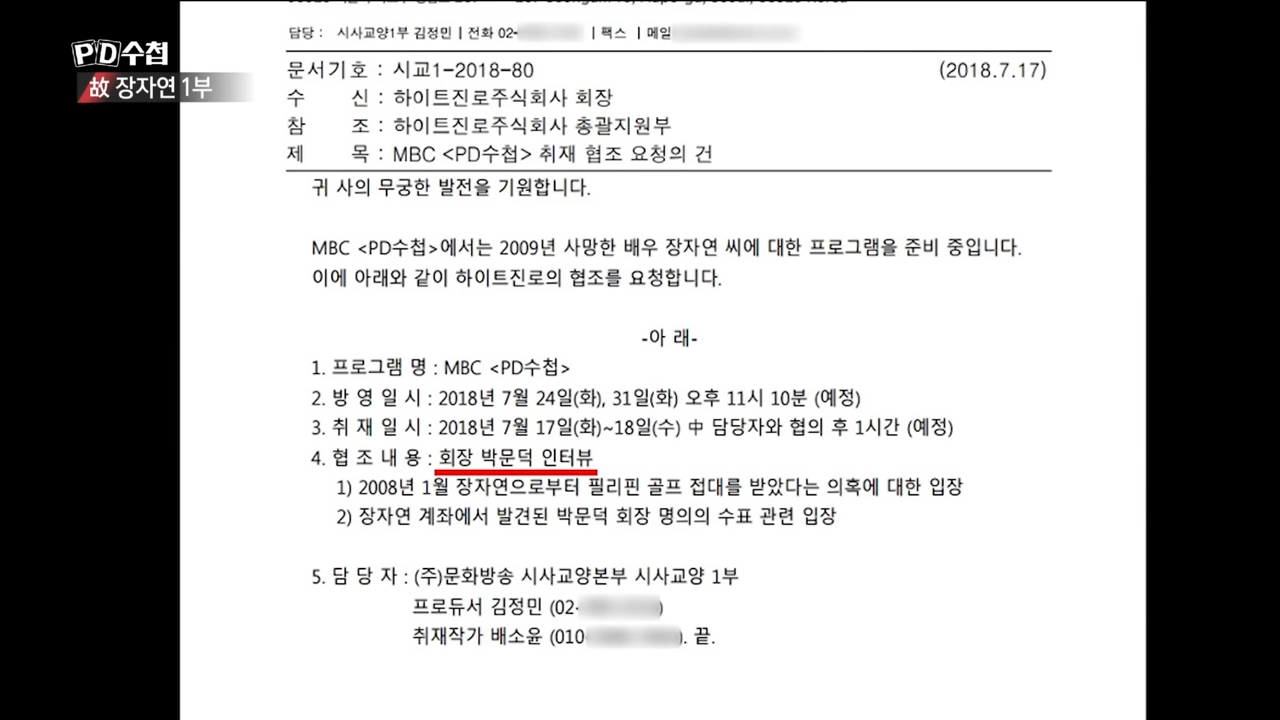 담당 : 시사교양1부 김정민 | 전화 02- | 팩스 | 메일
PD수첩
故 장자연 1부
문서기호 : 시교1-2018-80 (2018.7.17)
수 신 : 하이트진로주식회사 회장
참 조 : 하이트진로주식회사 총괄지원부
제 목 : MBC <PD수첩> 취재 협조 요청의 건
귀 사의 무궁한 발전을 기원합니다.
MBC <PD수첩>에서는 2009년 사망한 배우 장자연 씨에 대한 프로그램을 준비 중입니다.
이에 아래와 같이 하이트진로의 협조를 요청합니다.
-아 래-
1. 프로그램 명 : MBC <PD수첩>
2. 방 영 일 시 : 2018년 7월 24일(화), 31일(화) 오후 11시 10분 (예정)
3. 취 재 일 시 : 2018년 7월 17일(화)~18일(수) 中 담당자와 협의 후 1시간 (예정)
4. 협 조 내 용 : 회장 박문덕 인터뷰
1) 2008년 1월 장자연으로부터 필리핀 골프 접대를 받았다는 의혹에 대한 입장
2) 장자연 계좌에서 발견된 박문덕 회장 명의의 수표 관련 입장
5. 담 당 자 : (주)문화방송 시사교양본부 시사교양 1부
프로듀서 김정민 (02- )
취재작가 배소윤 (010 ). 끝.